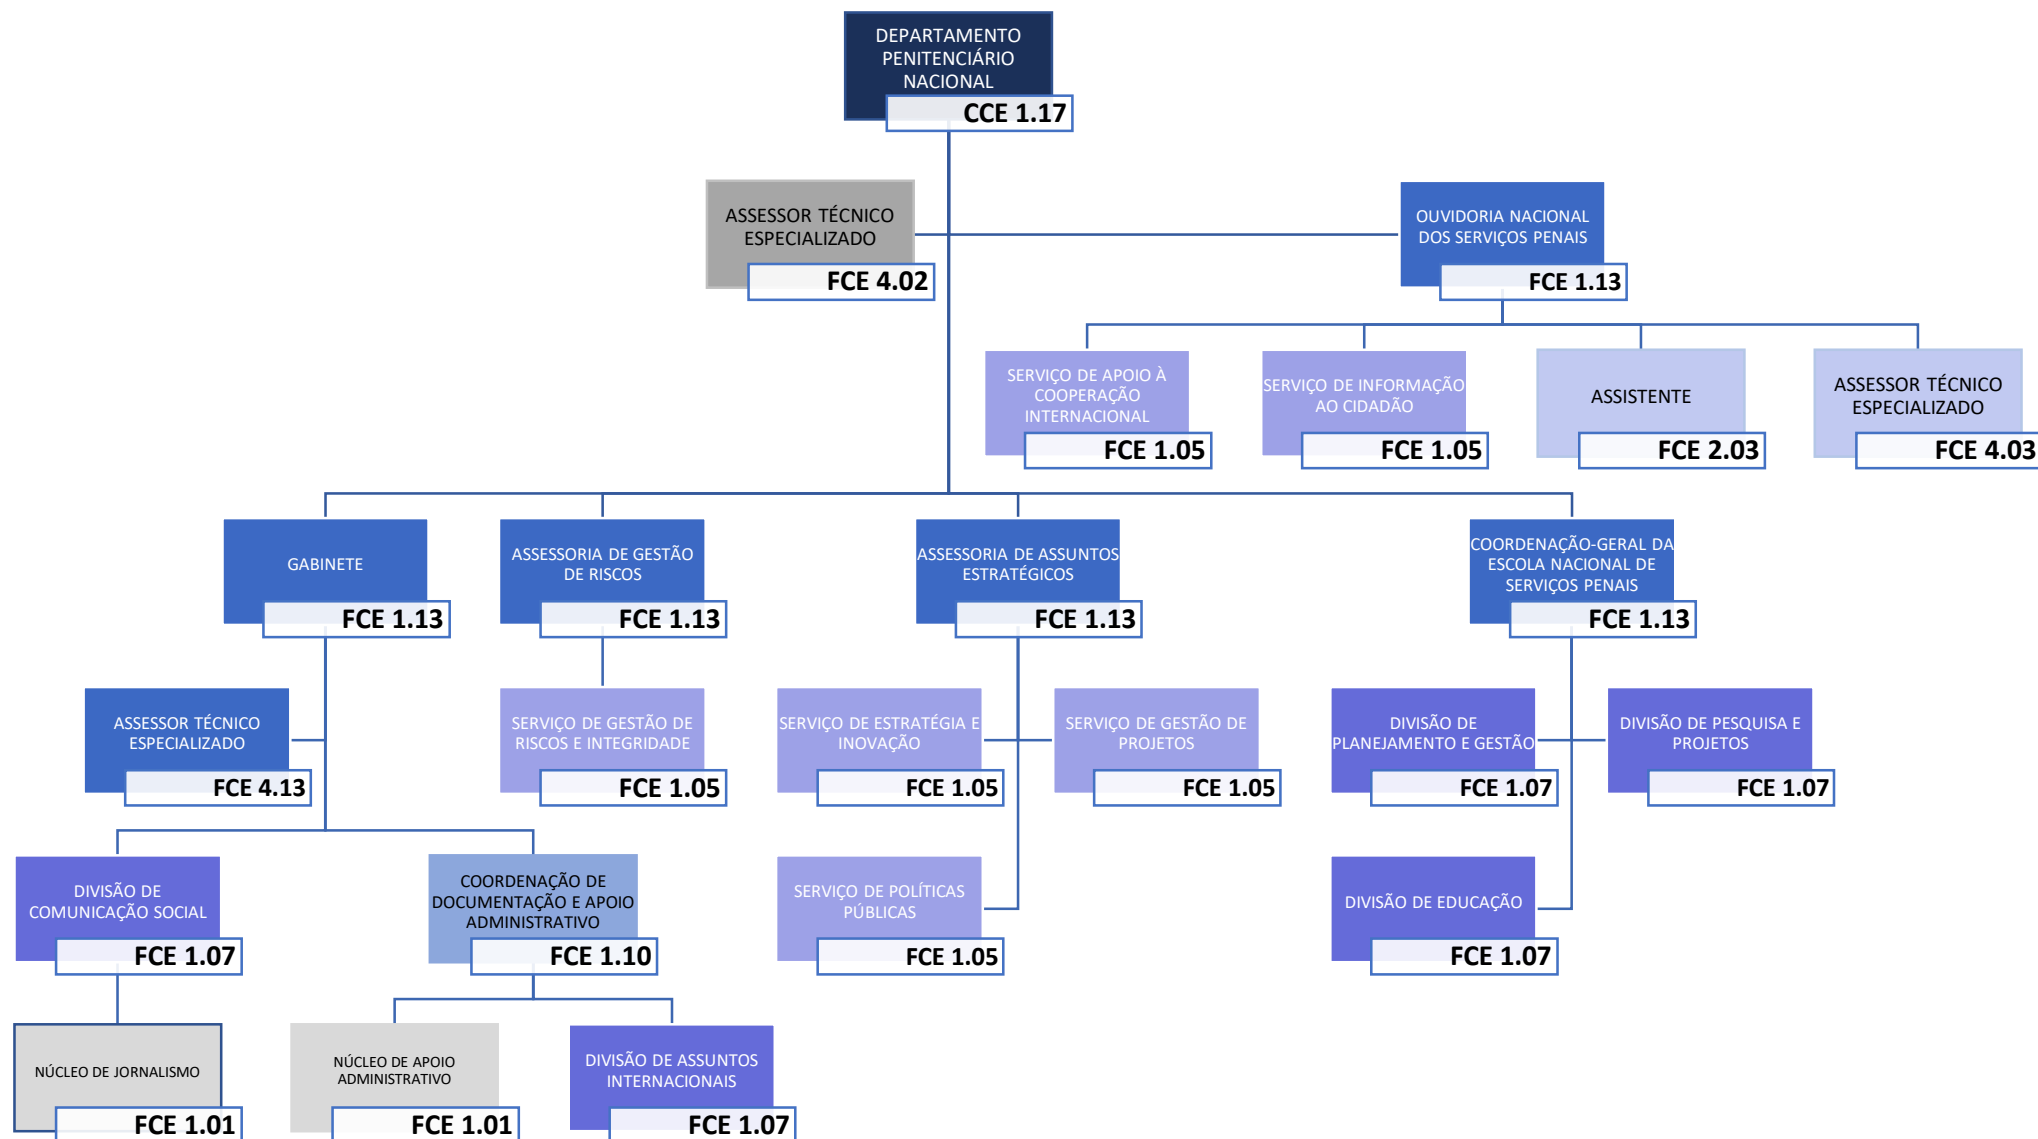 DEPARTAMENTO
PENITENCIÁRIO
NACIONAL
CCE 1.17
ASSESSOR TÉCNICO
ESPECIALIZADO
FCE 4.02
OUVIDORIA NACIONAL
DOS SERVIÇOS PENAIS
FCE 1.13
SERVIÇO DE APOIO À
COOPERAÇÃO
INTERNACIONAL
FCE 1.05
SERVIÇO DE INFORMAÇÃO
AO CIDADÃO
FCE 1.05
ASSISTENTE
FCE 2.03
ASSESSOR TÉCNICO
ESPECIALIZADO
FCE 4.03
GABINETE
FCE 1.13
ASSESSORIA DE GESTÃO
DE RISCOS
FCE 1.13
ASSESSORIA DE ASSUNTOS
ESTRATÉGICOS
FCE 1.13
COORDENAÇÃO-GERAL DA
ESCOLA NACIONAL DE
SERVIÇOS PENAIS
FCE 1.13
ASSESSOR TÉCNICO
ESPECIALIZADO
FCE 4.13
SERVIÇO DE GESTÃO DE
RISCOS E INTEGRIDADE
FCE 1.05
SERVIÇO DE ESTRATÉGIA E
INOVAÇÃO
FCE 1.05
SERVIÇO DE GESTÃO DE
PROJETOS
FCE 1.05
DIVISÃO DE
PLANEJAMENTO E GESTÃO
FCE 1.07
DIVISÃO DE PESQUISA E
PROJETOS
FCE 1.07
DIVISÃO DE
COMUNICAÇÃO SOCIAL
FCE 1.07
COORDENAÇÃO DE
DOCUMENTAÇÃO E APOIO
ADMINISTRATIVO
FCE 1.10
SERVIÇO DE POLÍTICAS
PÚBLICAS
FCE 1.05
DIVISÃO DE EDUCAÇÃO
FCE 1.07
NÚCLEO DE JORNALISMO
FCE 1.01
NÚCLEO DE APOIO
ADMINISTRATIVO
FCE 1.01
DIVISÃO DE ASSUNTOS
INTERNACIONAIS
FCE 1.07